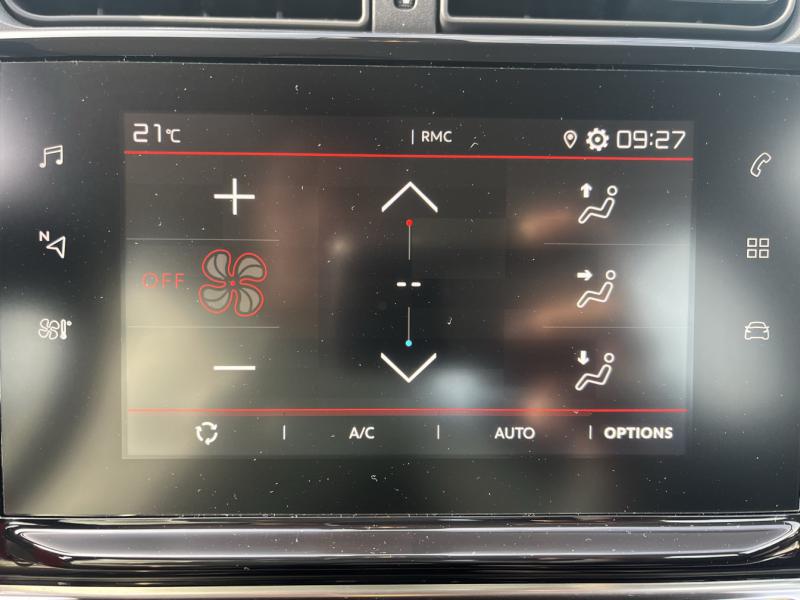 21°C | RMC 09:27
N
OFF
--
| A/C | AUTO | OPTIONS